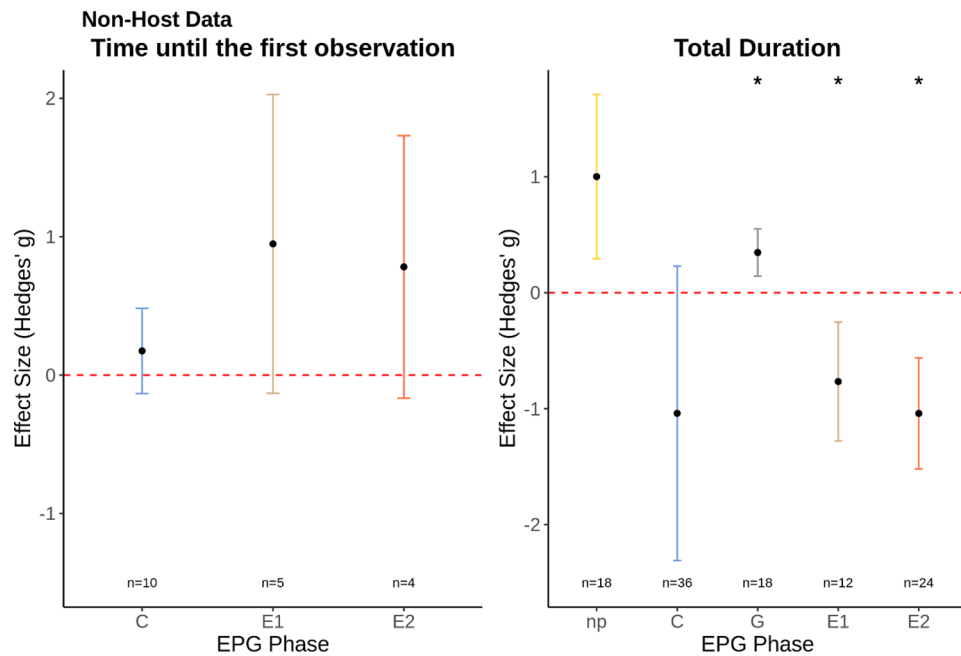 Non-Host Data
Time until the first observation
Effect Size (Hedges' g)
2
1
0
-1
n=10 n=5 n=4
C E1 E2
EPG Phase
Total Duration
* * *
Effect Size (Hedges' g)
1
0
-1
-2
n=18 n=36 n=18 n=12 n=24
np C G E1 E2
EPG Phase